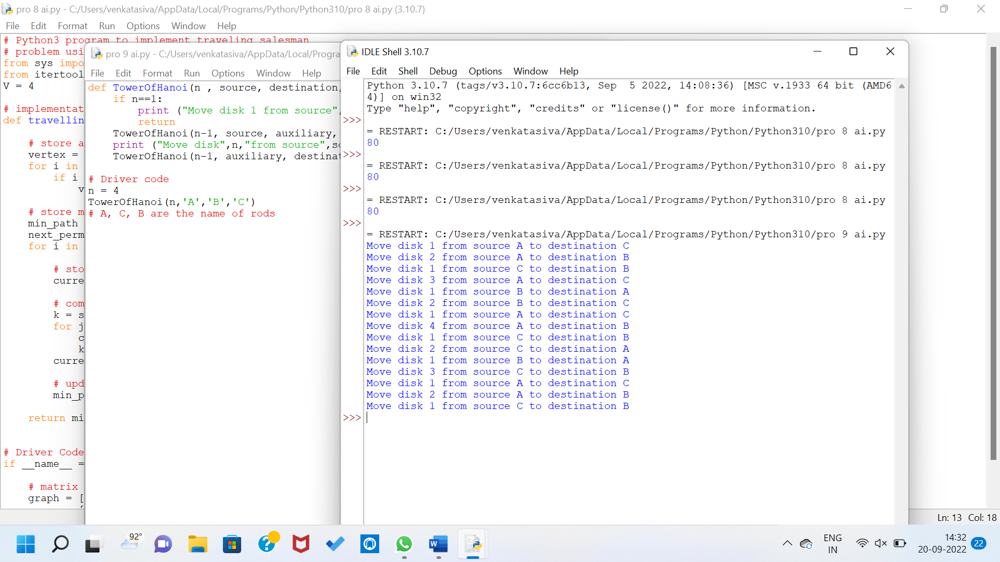 pro 8 ai.py - C:/Users/venkatasiva/AppData/Local/Programs/Python/Python310/pro 8 ai.py (3.10.7)
File Edit Format Run Options Window Help
# Python3 program to implement traveling salesman
# problem usi
from sys impo
from itertool
V = 4
# implementat
def travellin
# store a
vertex =
for i in
if i
v
# store m
min_path
next_perm
for i in
# sto
curre
# com
k = s
for j
c
k
curre
# upd
min_p
return mi
# Driver Code
if __name__ =
# matrix
graph = [
[
pro 9 ai.py - C:/Users/venkatasiva/AppData/Local/Progra
File Edit Format Run Options Window Help
def TowerOfHanoi(n , source, destination,
if n==1:
print ("Move disk 1 from source",
return
TowerOfHanoi(n-1, source, auxiliary,
print ("Move disk",n,"from source",so
TowerOfHanoi(n-1, auxiliary, destinat
# Driver code
n = 4
TowerOfHanoi(n,'A','B','C')
# A, C, B are the name of rods
IDLE Shell 3.10.7
File Edit Shell Debug Options Window Help
Python 3.10.7 (tags/v3.10.7:6cc6b13, Sep  5 2022, 14:08:36) [MSC v.1933 64 bit (AMD6
4)] on win32
Type "help", "copyright", "credits" or "license()" for more information.
>>>
= RESTART: C:/Users/venkatasiva/AppData/Local/Programs/Python/Python310/pro 8 ai.py
80
>>>
= RESTART: C:/Users/venkatasiva/AppData/Local/Programs/Python/Python310/pro 8 ai.py
80
>>>
= RESTART: C:/Users/venkatasiva/AppData/Local/Programs/Python/Python310/pro 8 ai.py
80
>>>
= RESTART: C:/Users/venkatasiva/AppData/Local/Programs/Python/Python310/pro 9 ai.py
Move disk 1 from source A to destination C
Move disk 2 from source A to destination B
Move disk 1 from source C to destination B
Move disk 3 from source A to destination C
Move disk 1 from source B to destination A
Move disk 2 from source B to destination C
Move disk 1 from source A to destination C
Move disk 4 from source A to destination B
Move disk 1 from source C to destination B
Move disk 2 from source C to destination A
Move disk 1 from source B to destination A
Move disk 3 from source C to destination B
Move disk 1 from source A to destination C
Move disk 2 from source A to destination B
Move disk 1 from source C to destination B
>>>
Ln: 13 Col: 18
92°
?
W
ENG
IN
14:32
20-09-2022
22